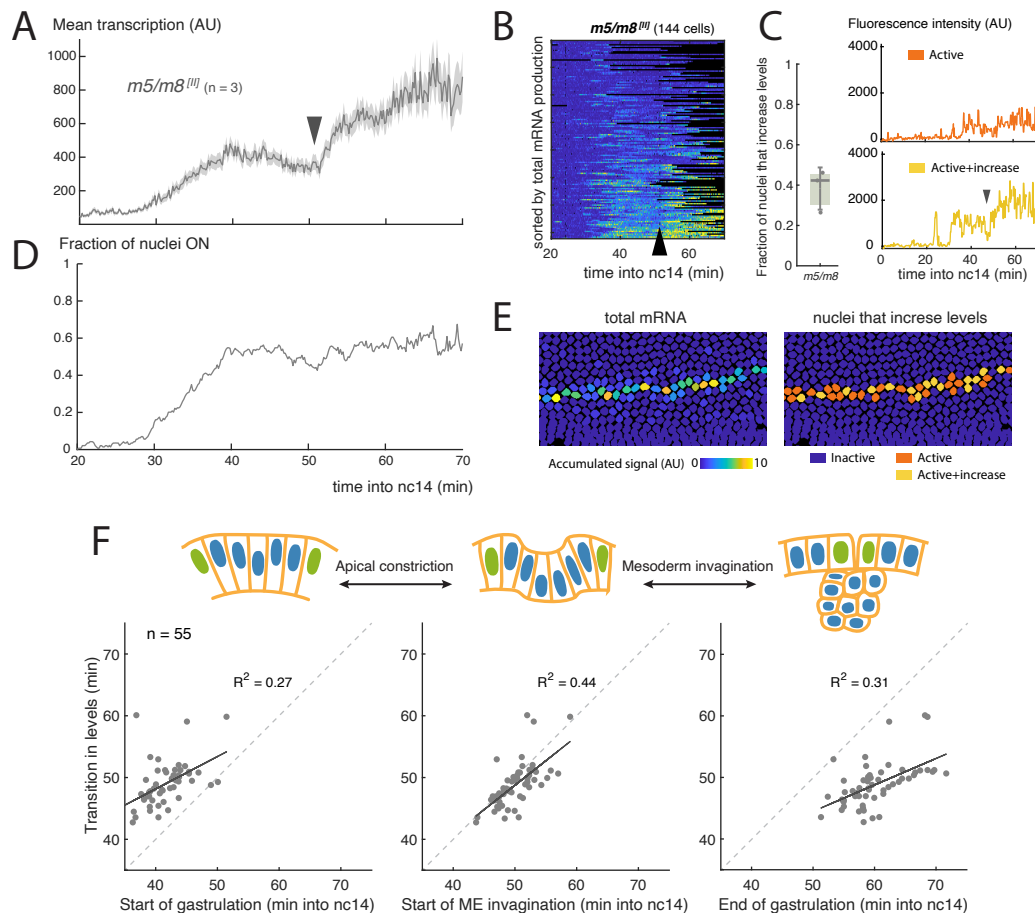 A
Mean transcription (AU)
1000
800
600
400
200
m5/m8 [II] (n = 3)
B
m5/m8 [II] (144 cells)
sorted by total mRNA production
20
40
60
time into nc14 (min)
C
Fraction of nuclei that increase levels
1
0.8
0.6
0.4
0.2
0
m5/m8
Fluorescence intensity (AU)
4000
Active
2000
0
4000
Active+increase
2000
0
0
20
40
60
time into nc14 (min)
D
Fraction of nuclei ON
1
0.8
0.6
0.4
0.2
0
20
30
40
50
60
70
time into nc14 (min)
E
total mRNA
nuclei that increse levels
Accumulated signal (AU)
0
10
Inactive
Active
Active+increase
F
Apical constriction
Mesoderm invagination
n = 55
Transition in levels (min)
70
60
50
40
R2 = 0.27
40
50
60
70
Start of gastrulation (min into nc14)
70
60
50
40
R2 = 0.44
40
50
60
70
Start of ME invagination (min into nc14)
70
60
50
40
R2 = 0.31
40
50
60
70
End of gastrulation (min into nc14)